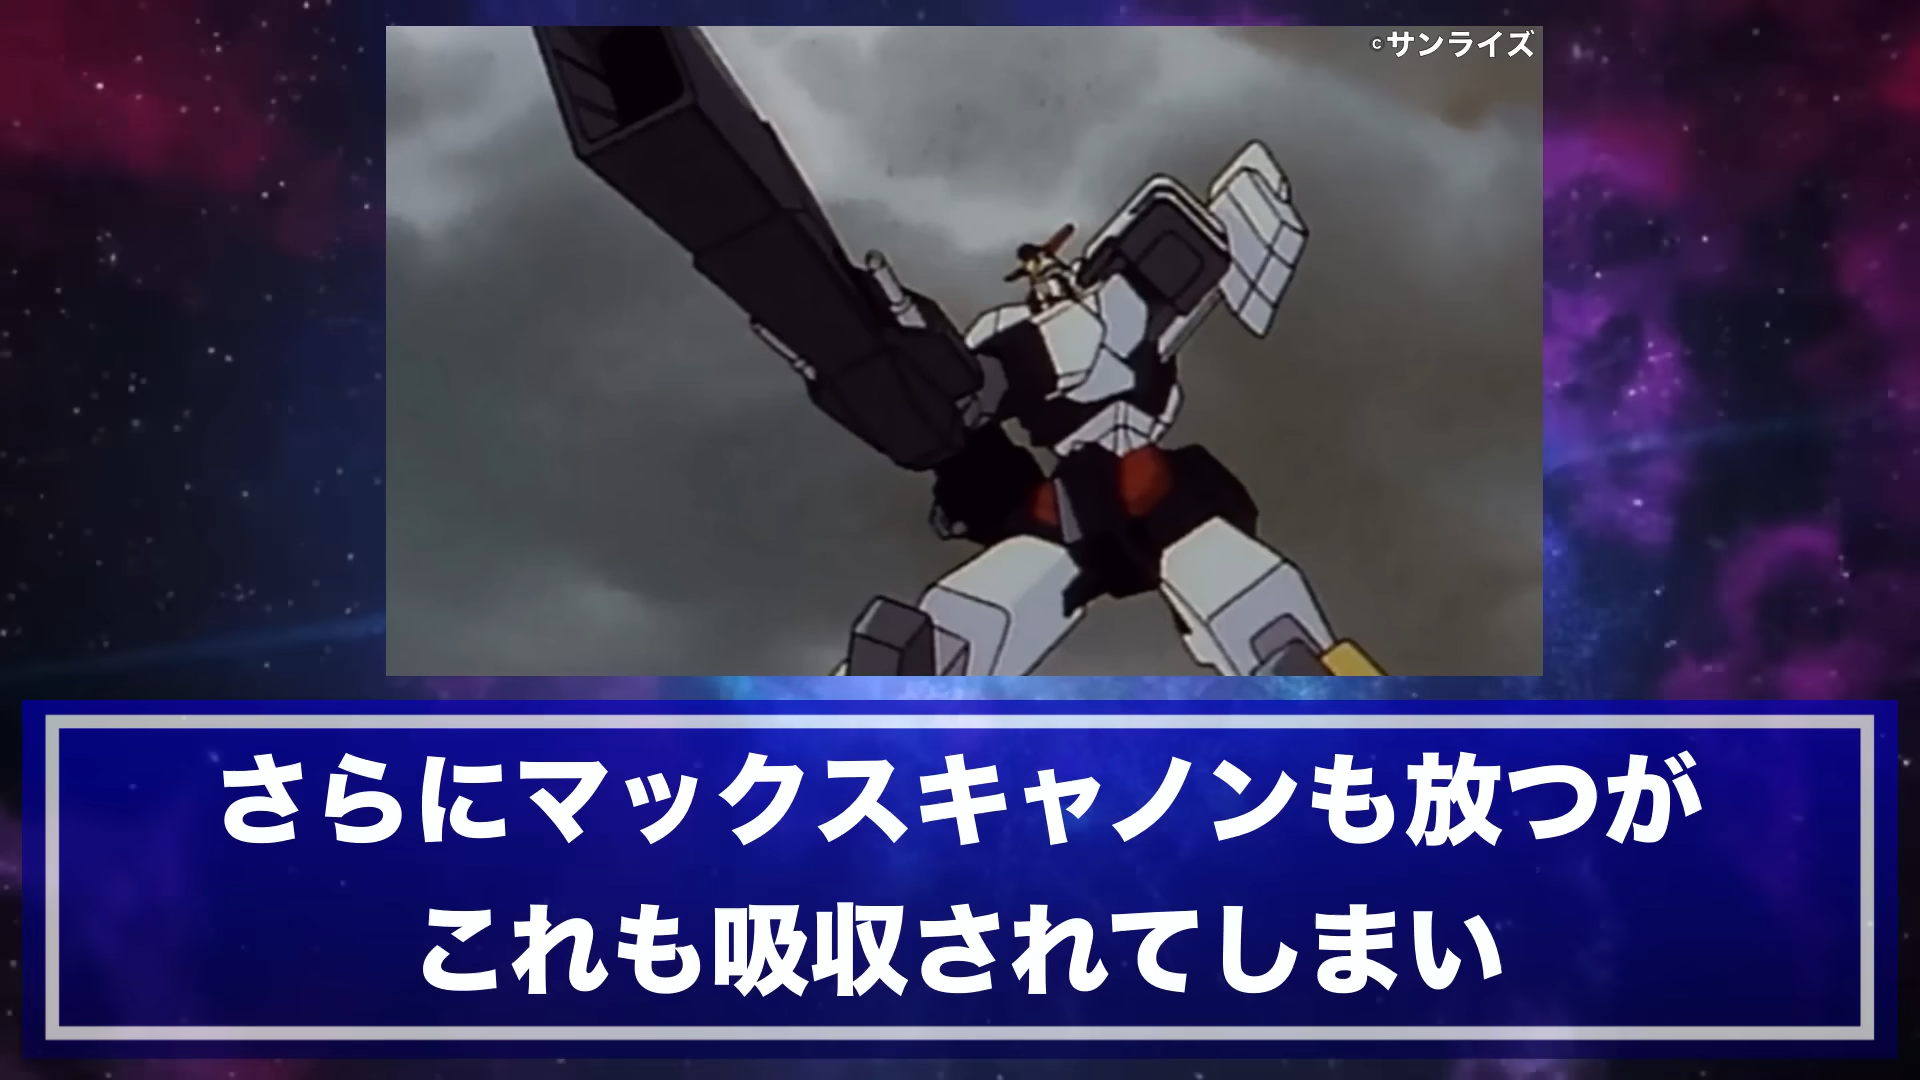 cサンライズ
さらにマックスキャノンも放つが
これも吸収されてしまい